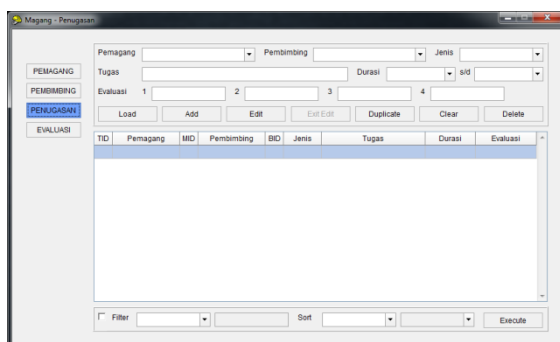 Magang - Penugasan
Pemagang Pembimbing Jenis
PEMAGANG
Tugas Durasi s/d
PEMBIMBING
Evaluasi 1 2 3 4
PENUGASAN
Load Add Edit Exit Edit Duplicate Clear Delete
EVALUASI
TID Pemagang MID Pembimbing BID Jenis Tugas Durasi Evaluasi
Filter Sort Execute